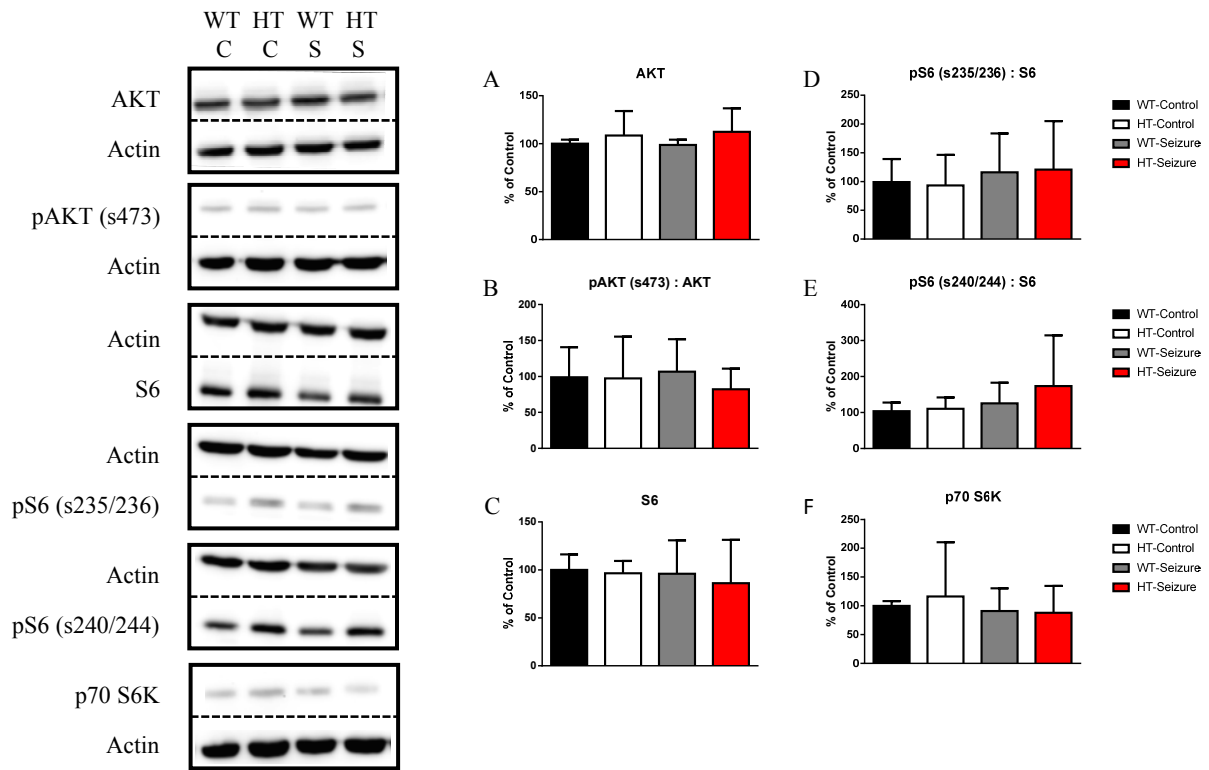 WT HT WT HT
C C S S
AKT
Actin
pAKT (s473)
Actin
Actin
S6
Actin
pS6 (s235/236)
Actin
pS6 (s240/244)
p70 S6K
Actin
A
AKT
% of Control
150
100
50
0
B
pAKT (s473) : AKT
% of Control
200
150
100
50
0
C
S6
% of Control
150
100
50
0
D
pS6 (s235/236) : S6
% of Control
250
200
150
100
50
0
WT-Control
HT-Control
WT-Seizure
HT-Seizure
E
pS6 (s240/244) : S6
% of Control
400
300
200
100
0
WT-Control
HT-Control
WT-Seizure
HT-Seizure
F
p70 S6K
% of Control
250
200
150
100
50
0
WT-Control
HT-Control
WT-Seizure
HT-Seizure